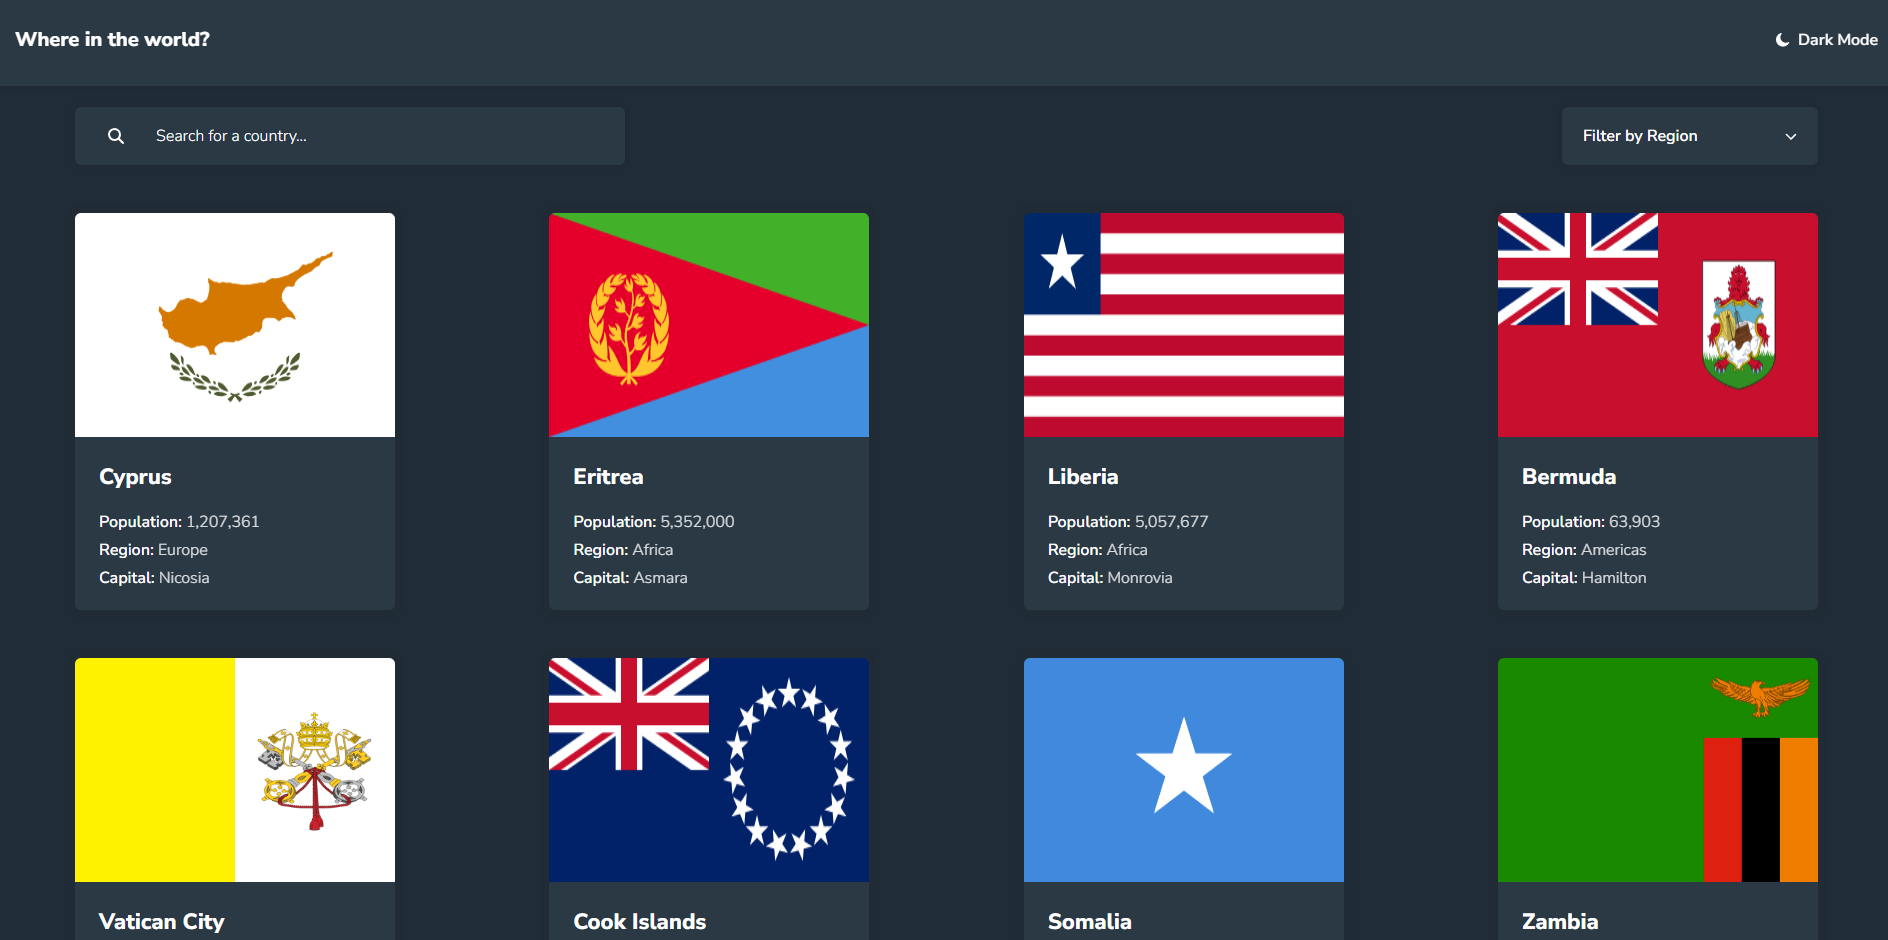 Where in the world?
Dark Mode
Search for a country...
Filter by Region
Cyprus
Population: 1,207,361
Region: Europe
Capital: Nicosia
Eritrea
Population: 5,352,000
Region: Africa
Capital: Asmara
Liberia
Population: 5,057,677
Region: Africa
Capital: Monrovia
Bermuda
Population: 63,903
Region: Americas
Capital: Hamilton
Vatican City
Cook Islands
Somalia
Zambia